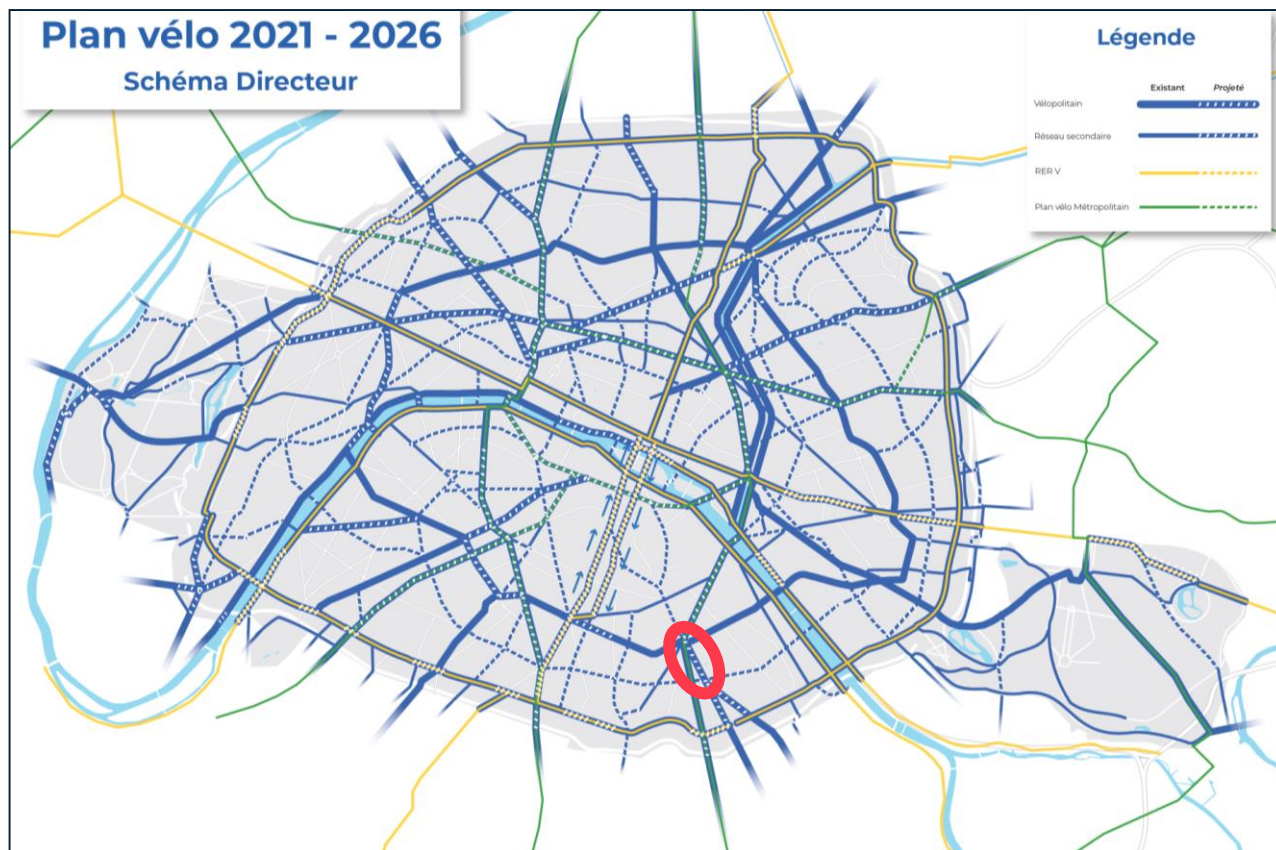 Plan vélo 2021 - 2026
Schéma Directeur
Légende
Existant Projeté
Vélopolitain
Réseau secondaire
RER V
Plan vélo Métropolitain